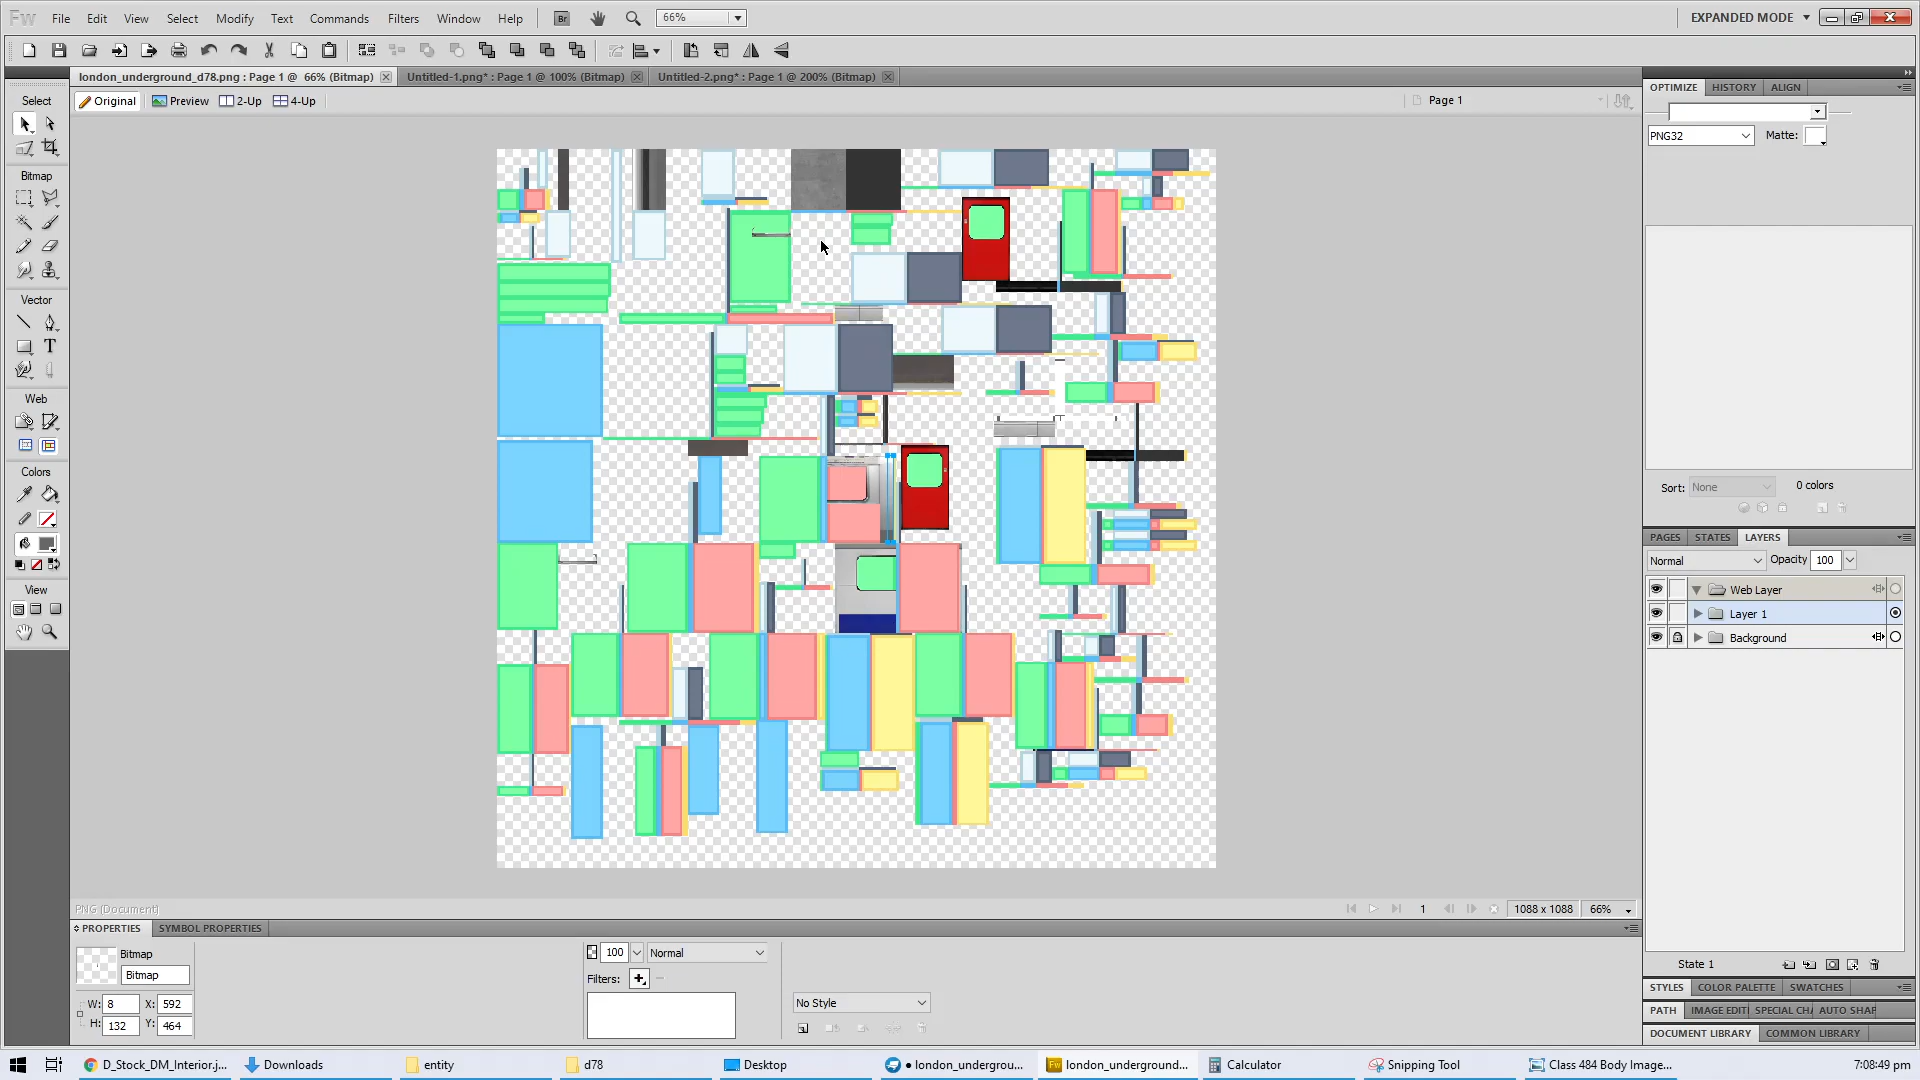 Fw File Edit View Select Modify Text Commands Filters Window Help Br 66% EXPANDED MODE
london_underground_d78.png : Page 1 @ 66% (Bitmap) Untitled-1.png* : Page 1 @ 100% (Bitmap) Untitled-2.png* : Page 1 @ 200% (Bitmap)
Original Preview 2-Up 4-Up Page 1
Select
Bitmap
Vector
T
Web
Colors
View
OPTIMIZE HISTORY ALIGN
PNG32 Matte:
Sort: None 0 colors
PAGES STATES LAYERS
Normal Opacity 100
Web Layer
Layer 1
Background
State 1
STYLES COLOR PALETTE SWATCHES
PATH IMAGE EDITI SPECIAL CHA AUTO SHAP
DOCUMENT LIBRARY COMMON LIBRARY
PNG (Document) 1 1088 x 1088 66%
PROPERTIES SYMBOL PROPERTIES
Bitmap
Bitmap
W: 8 X: 592
H: 132 Y: 464
100 Normal
Filters:
No Style
D_Stock_DM_Interior.j... Downloads entity d78 Desktop • london_undergrou... Fw london_undergroun... Calculator Snipping Tool Class 484 Body Image... 7:08:49 pm